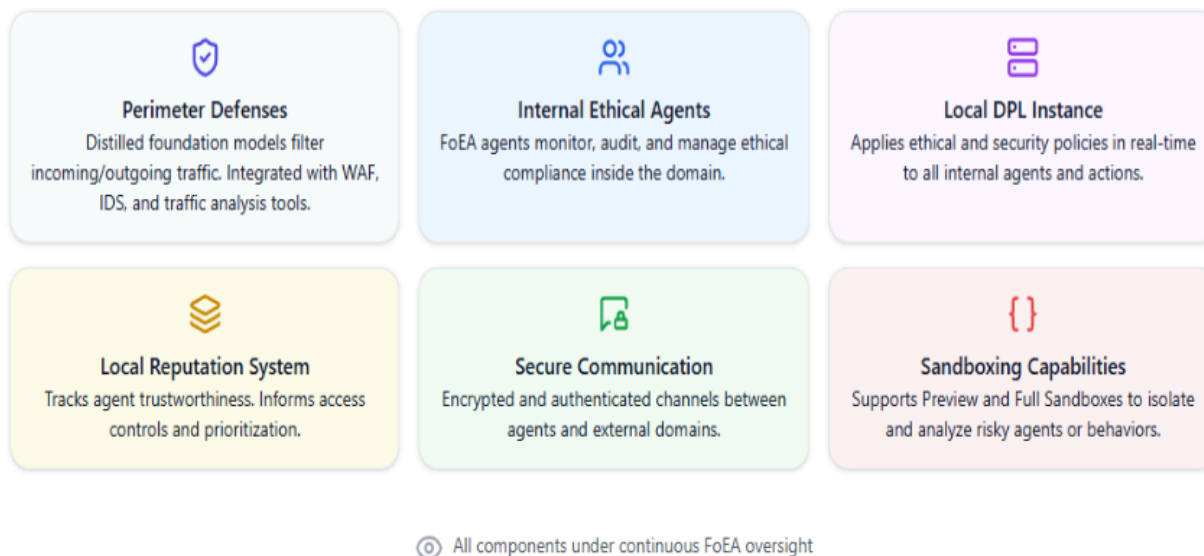 Perimeter Defenses
Distilled foundation models filter
incoming/outgoing traffic. Integrated with WAF,
IDS, and traffic analysis tools.
Internal Ethical Agents
FoEA agents monitor, audit, and manage ethical
compliance inside the domain.
Local DPL Instance
Applies ethical and security policies in real-time
to all internal agents and actions.
Local Reputation System
Tracks agent trustworthiness. Informs access
controls and prioritization.
Secure Communication
Encrypted and authenticated channels between
agents and external domains.
Sandboxing Capabilities
Supports Preview and Full Sandboxes to isolate
and analyze risky agents or behaviors.
All components under continuous FoEA oversight